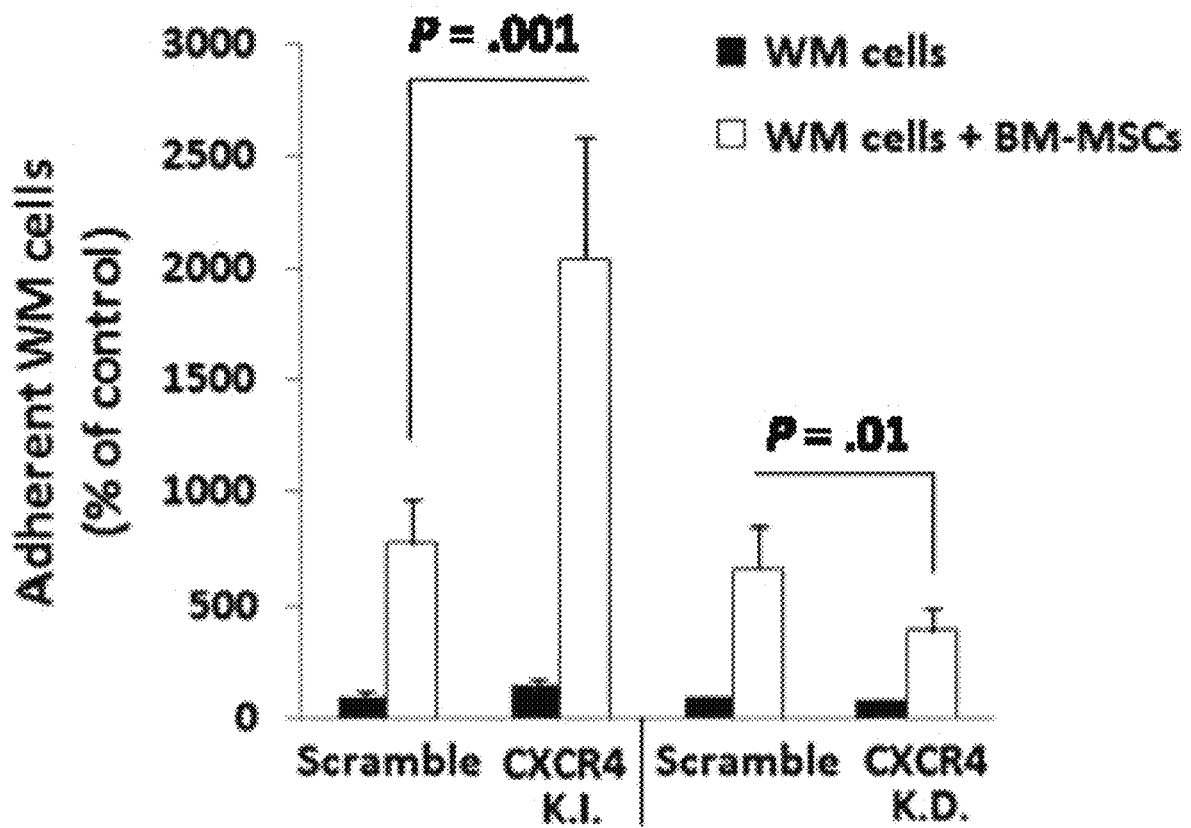 P = .001
WM cells
WM cells + BM-MSCs
Adherent WM cells
(% of control)
3000
2500
2000
1500
1000
500
0
P = .01
Scramble
CXCR4
K.I.
Scramble
CXCR4
K.D.